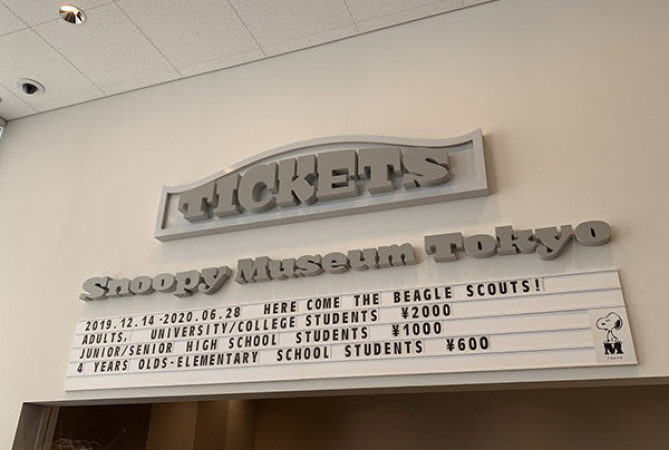 TICKETS
Snoopy Museum Tokyo
2019.12.14-2020.06.28 HERE COME THE BEAGLE SCOUTS!
ADULTS, UNIVERSITY/COLLEGE STUDENTS ¥2000
JUNIOR/SENIOR HIGH SCHOOL STUDENTS ¥1000
4 YEARS OLDS-ELEMENTARY SCHOOL STUDENTS ¥600
M